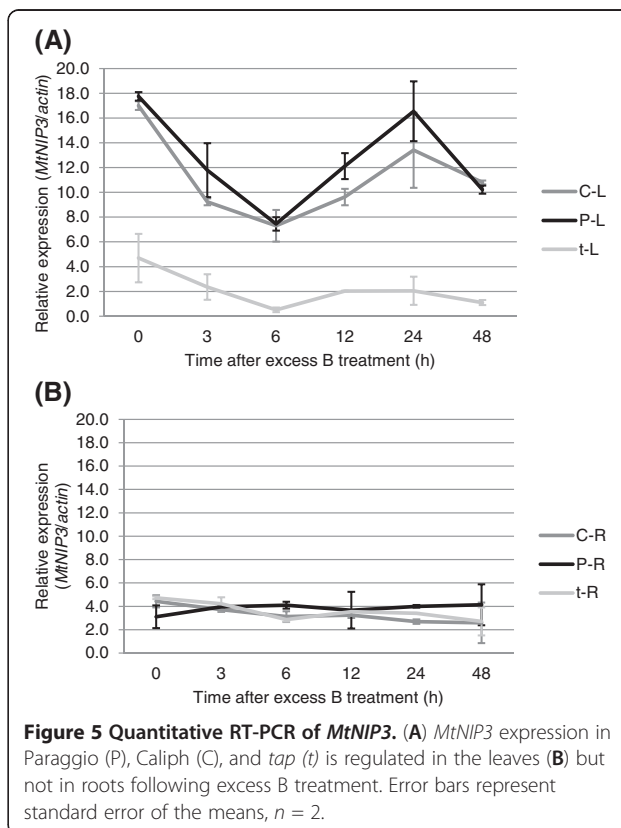 (A)
20.0
18.0
16.0
14.0
12.0
10.0
8.0
6.0
4.0
2.0
0.0
Relative expression (MtNIP3/actin)
0 3 6 12 24 48
Time after excess B treatment (h)
C-L
P-L
t-L
(B)
20.0
18.0
16.0
14.0
12.0
10.0
8.0
6.0
4.0
2.0
0.0
Relative expression
(MtNIP3/actin)
0 3 6 12 24 48
Time after excess B treatment (h)
C-R
P-R
t-R
Figure 5 Quantitative RT-PCR of MtNIP3. (A) MtNIP3 expression in
Paraggio (P), Caliph (C), and tap (t) is regulated in the leaves (B) but
not in roots following excess B treatment. Error bars represent
standard error of the means, n = 2.